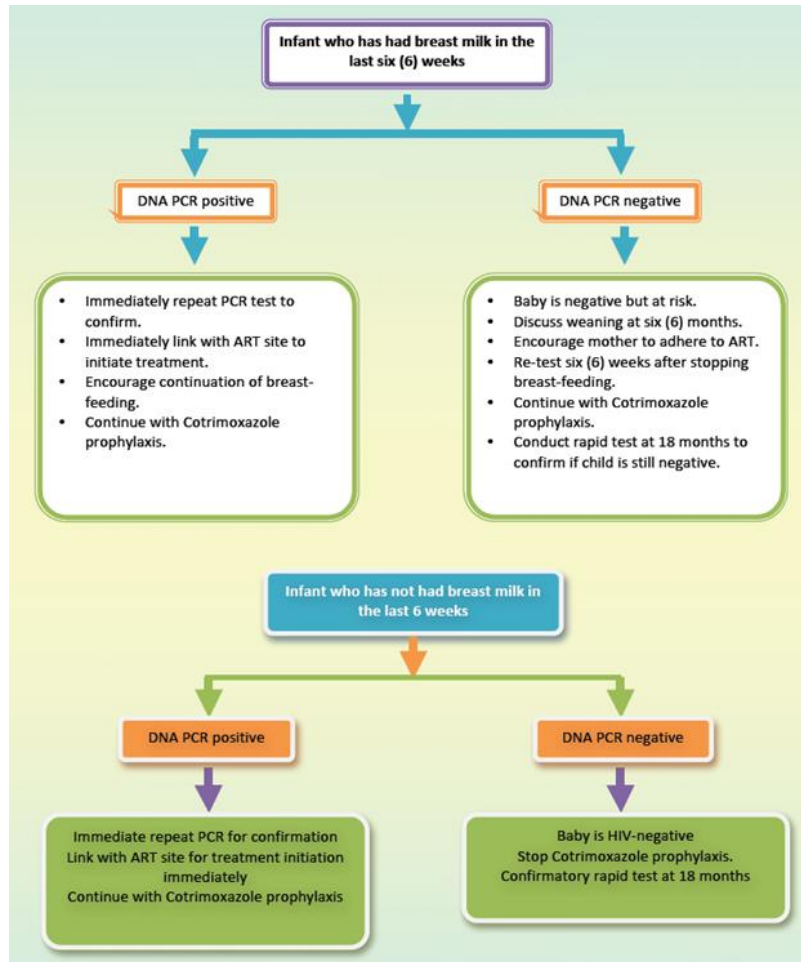 Infant who has had breast milk in the
last six (6) weeks
DNA PCR positive
DNA PCR negative
• Immediately repeat PCR test to
confirm.
• Immediately link with ART site to
initiate treatment.
• Encourage continuation of breast-
feeding.
• Continue with Cotrimoxazole
prophylaxis.
• Baby is negative but at risk.
• Discuss weaning at six (6) months.
• Encourage mother to adhere to ART.
• Re-test six (6) weeks after stopping
breast-feeding.
• Continue with Cotrimoxazole
prophylaxis.
• Conduct rapid test at 18 months to
confirm if child is still negative.
Infant who has not had breast milk in
the last 6 weeks
DNA PCR positive
DNA PCR negative
Immediate repeat PCR for confirmation
Link with ART site for treatment initiation
immediately
Continue with Cotrimoxazole prophylaxis
Baby is HIV-negative
Stop Cotrimoxazole prophylaxis.
Confirmatory rapid test at 18 months